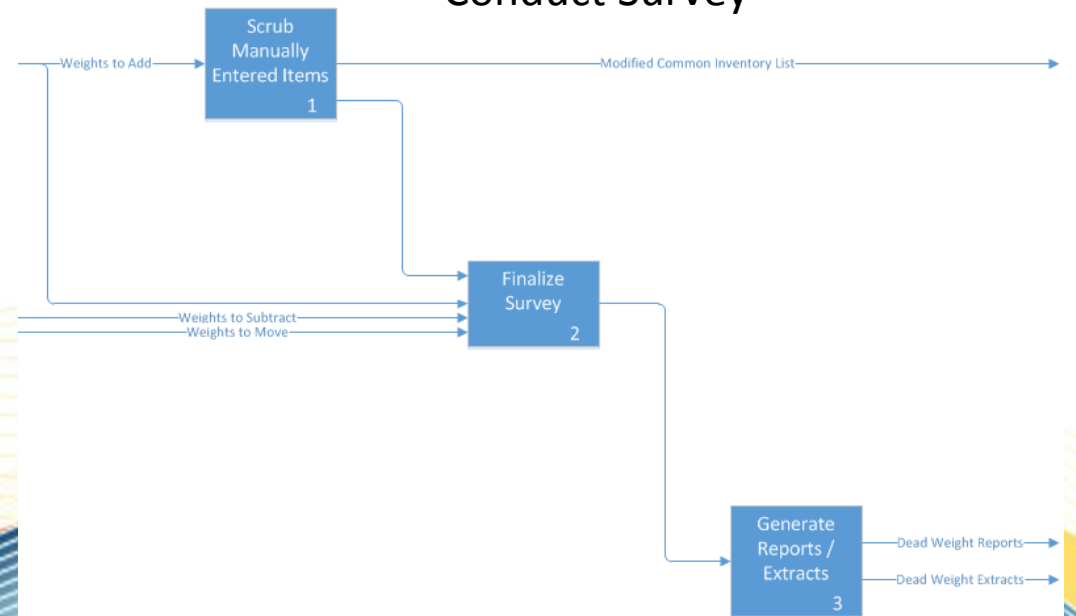 Conduct Survey
Scrub
Manually
Entered Items
1
Weights to Add
Modified Common Inventory List
Finalize
Survey
2
Weights to Subtract
Weights to Move
Generate
Reports /
Extracts
3
Dead Weight Reports
Dead Weight Extracts